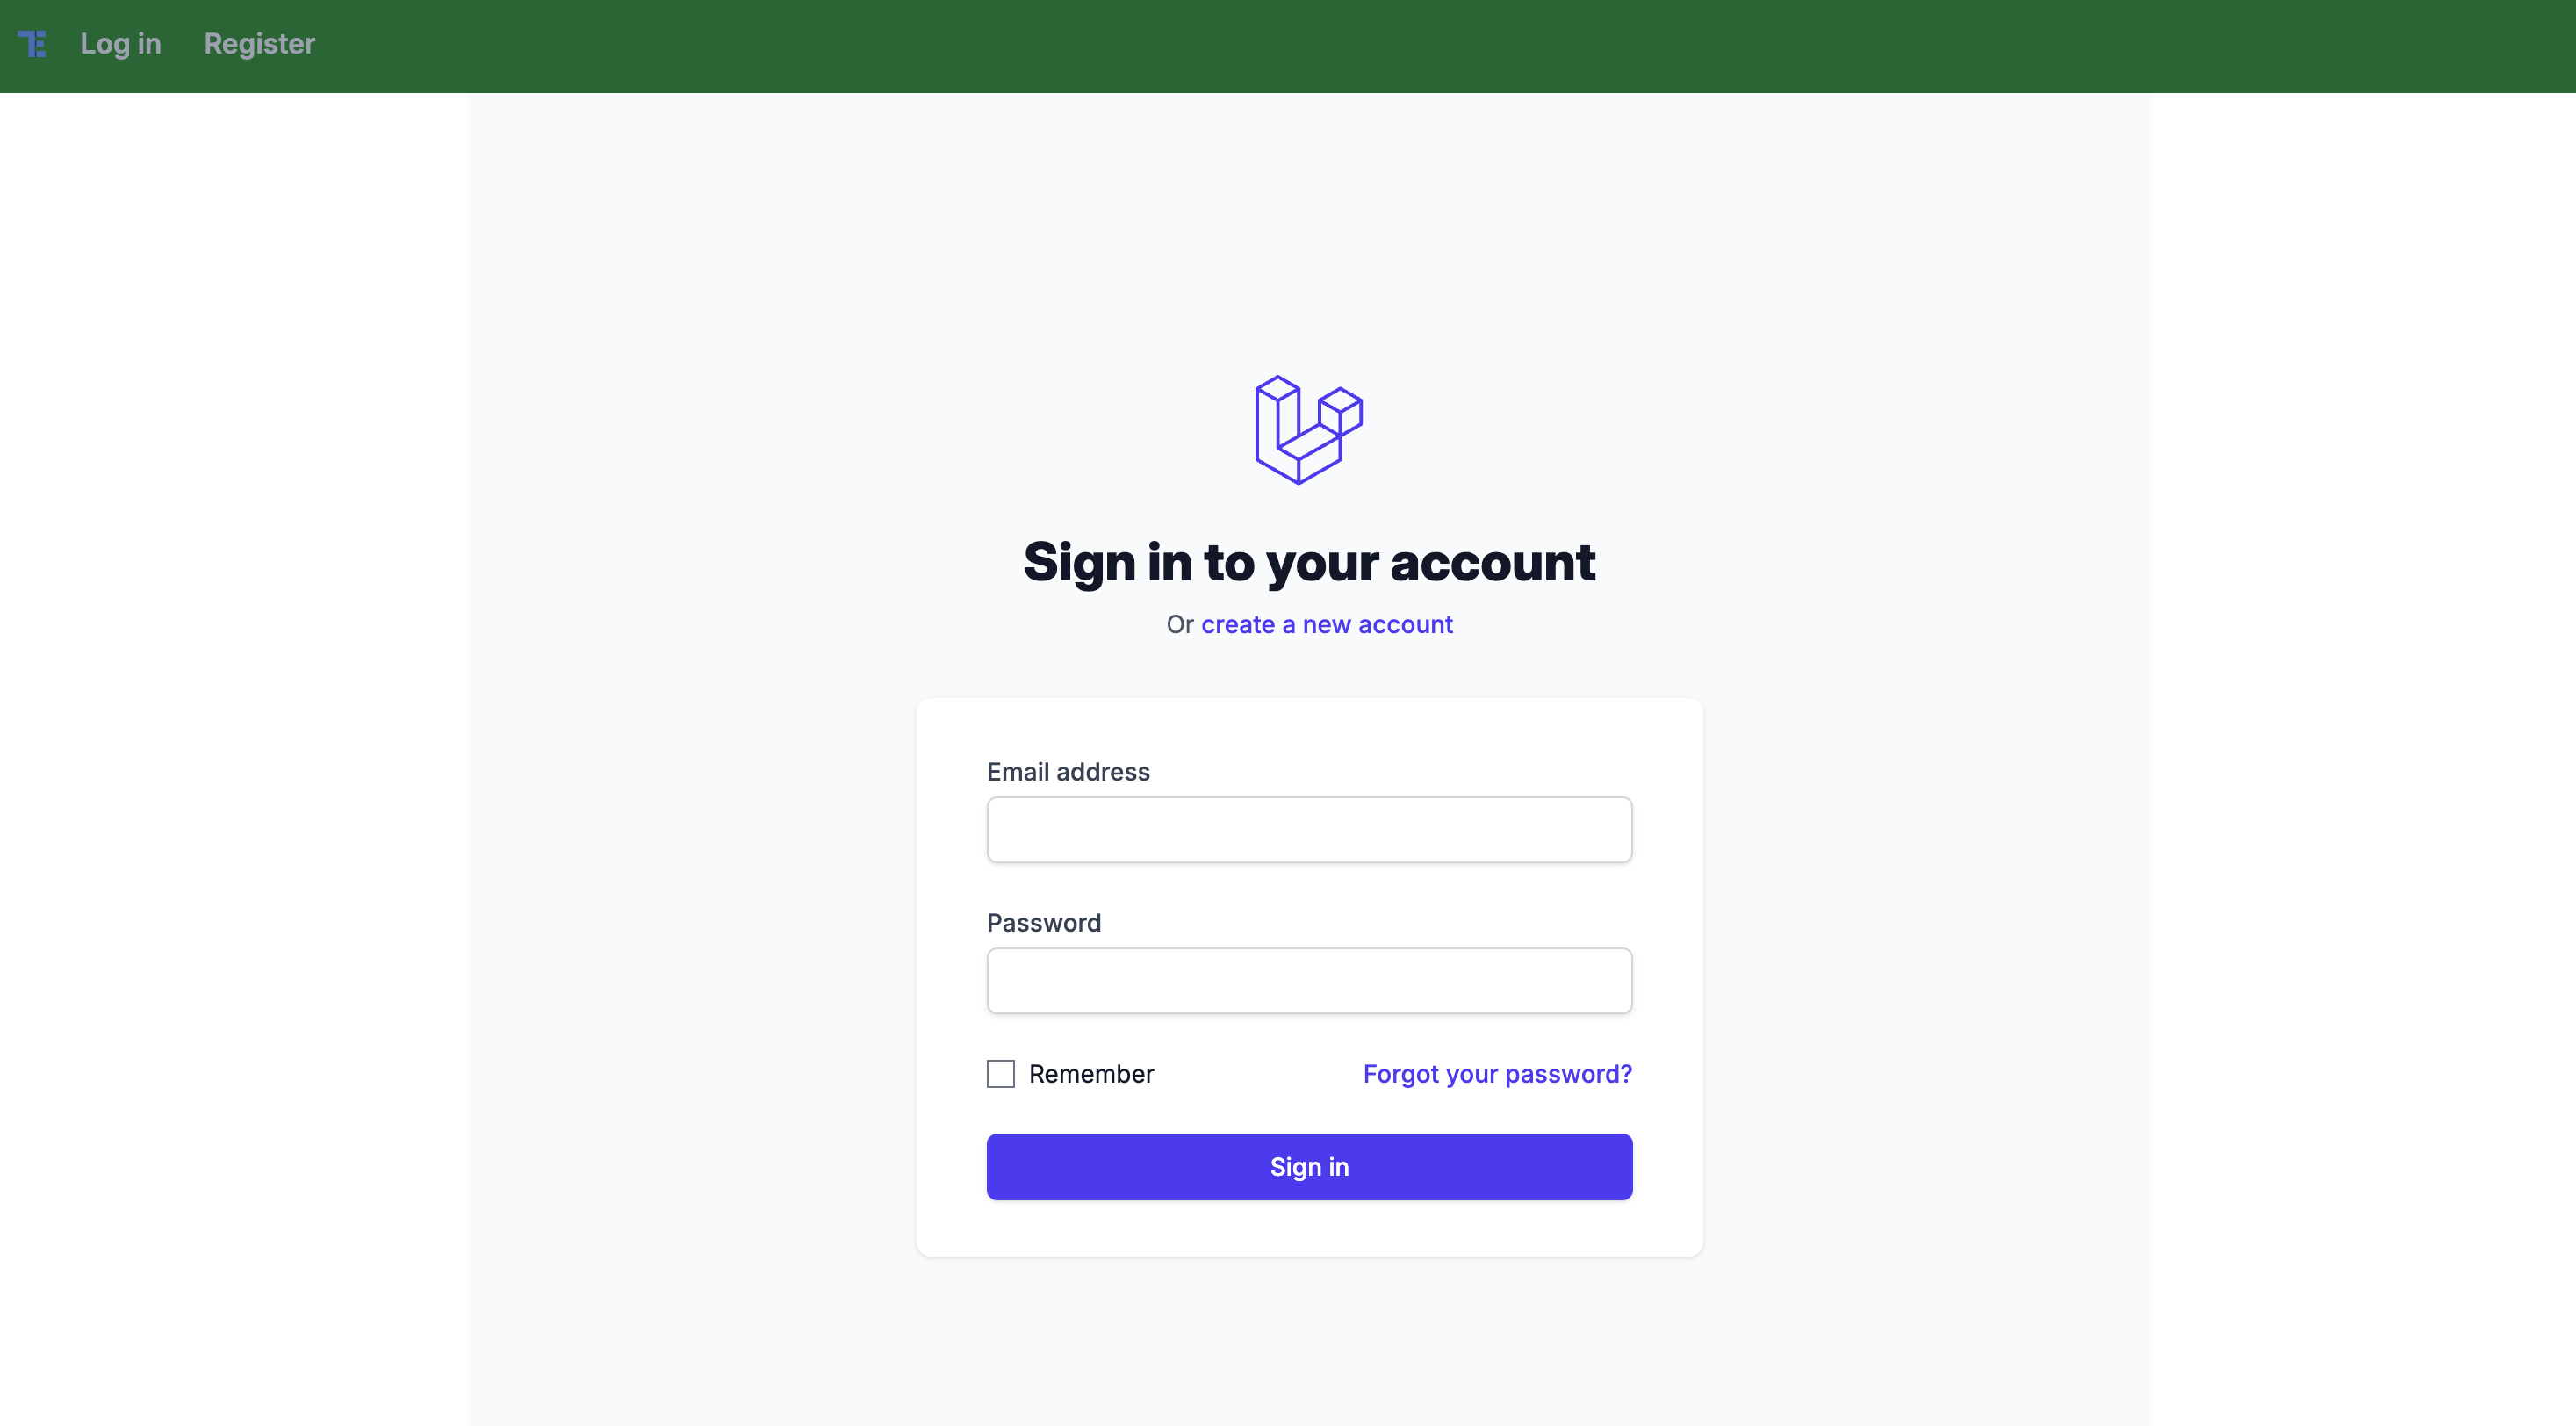 TE Log in Register
Sign in to your account
Or create a new account
Email address
Password
Remember Forgot your password?
Sign in